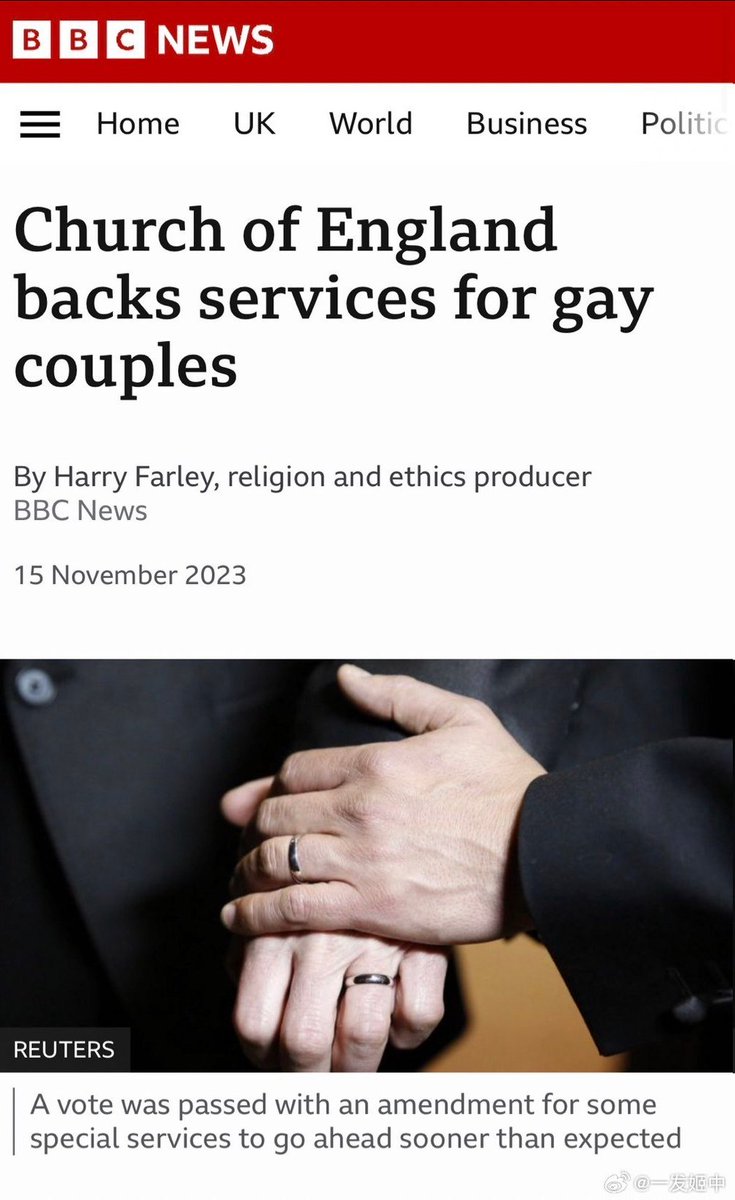 BBC NEWS
Home UK World Business Politic
Church of England
backs services for gay
couples
By Harry Farley, religion and ethics producer
BBC News
15 November 2023
REUTERS
A vote was passed with an amendment for some
special services to go ahead sooner than expected
@一发姬中